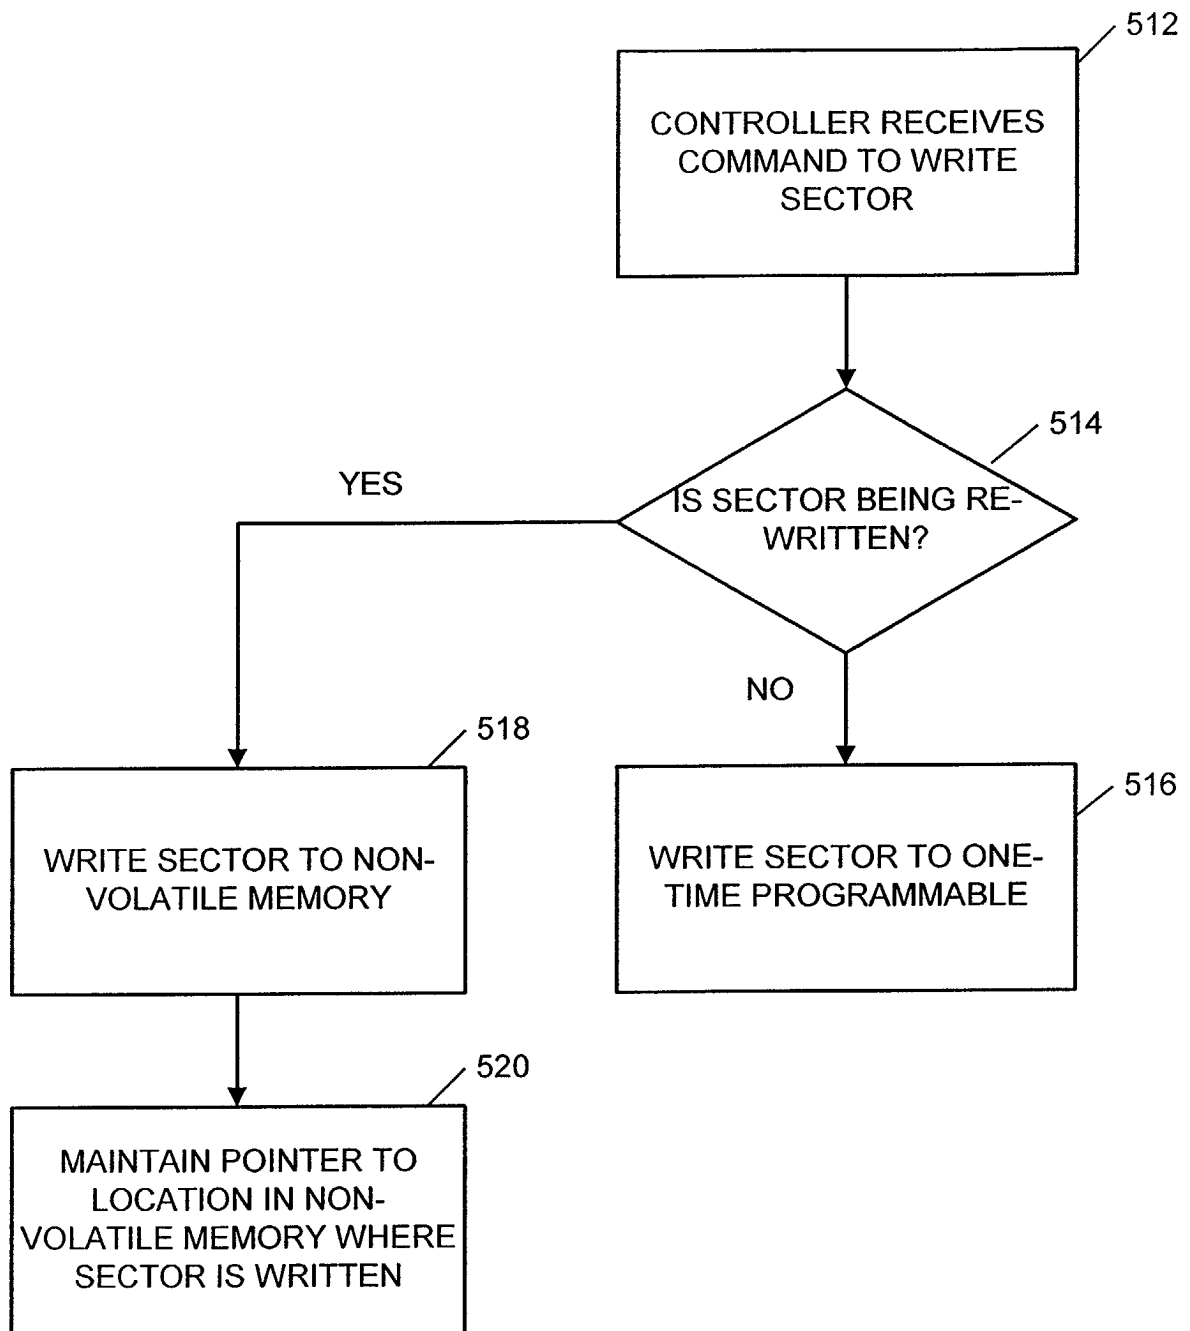 512
CONTROLLER RECEIVES
COMMAND TO WRITE
SECTOR
514
IS SECTOR BEING RE-
WRITTEN?
YES
NO
518
WRITE SECTOR TO NON-
VOLATILE MEMORY
516
WRITE SECTOR TO ONE-
TIME PROGRAMMABLE
520
MAINTAIN POINTER TO
LOCATION IN NON-
VOLATILE MEMORY WHERE
SECTOR IS WRITTEN